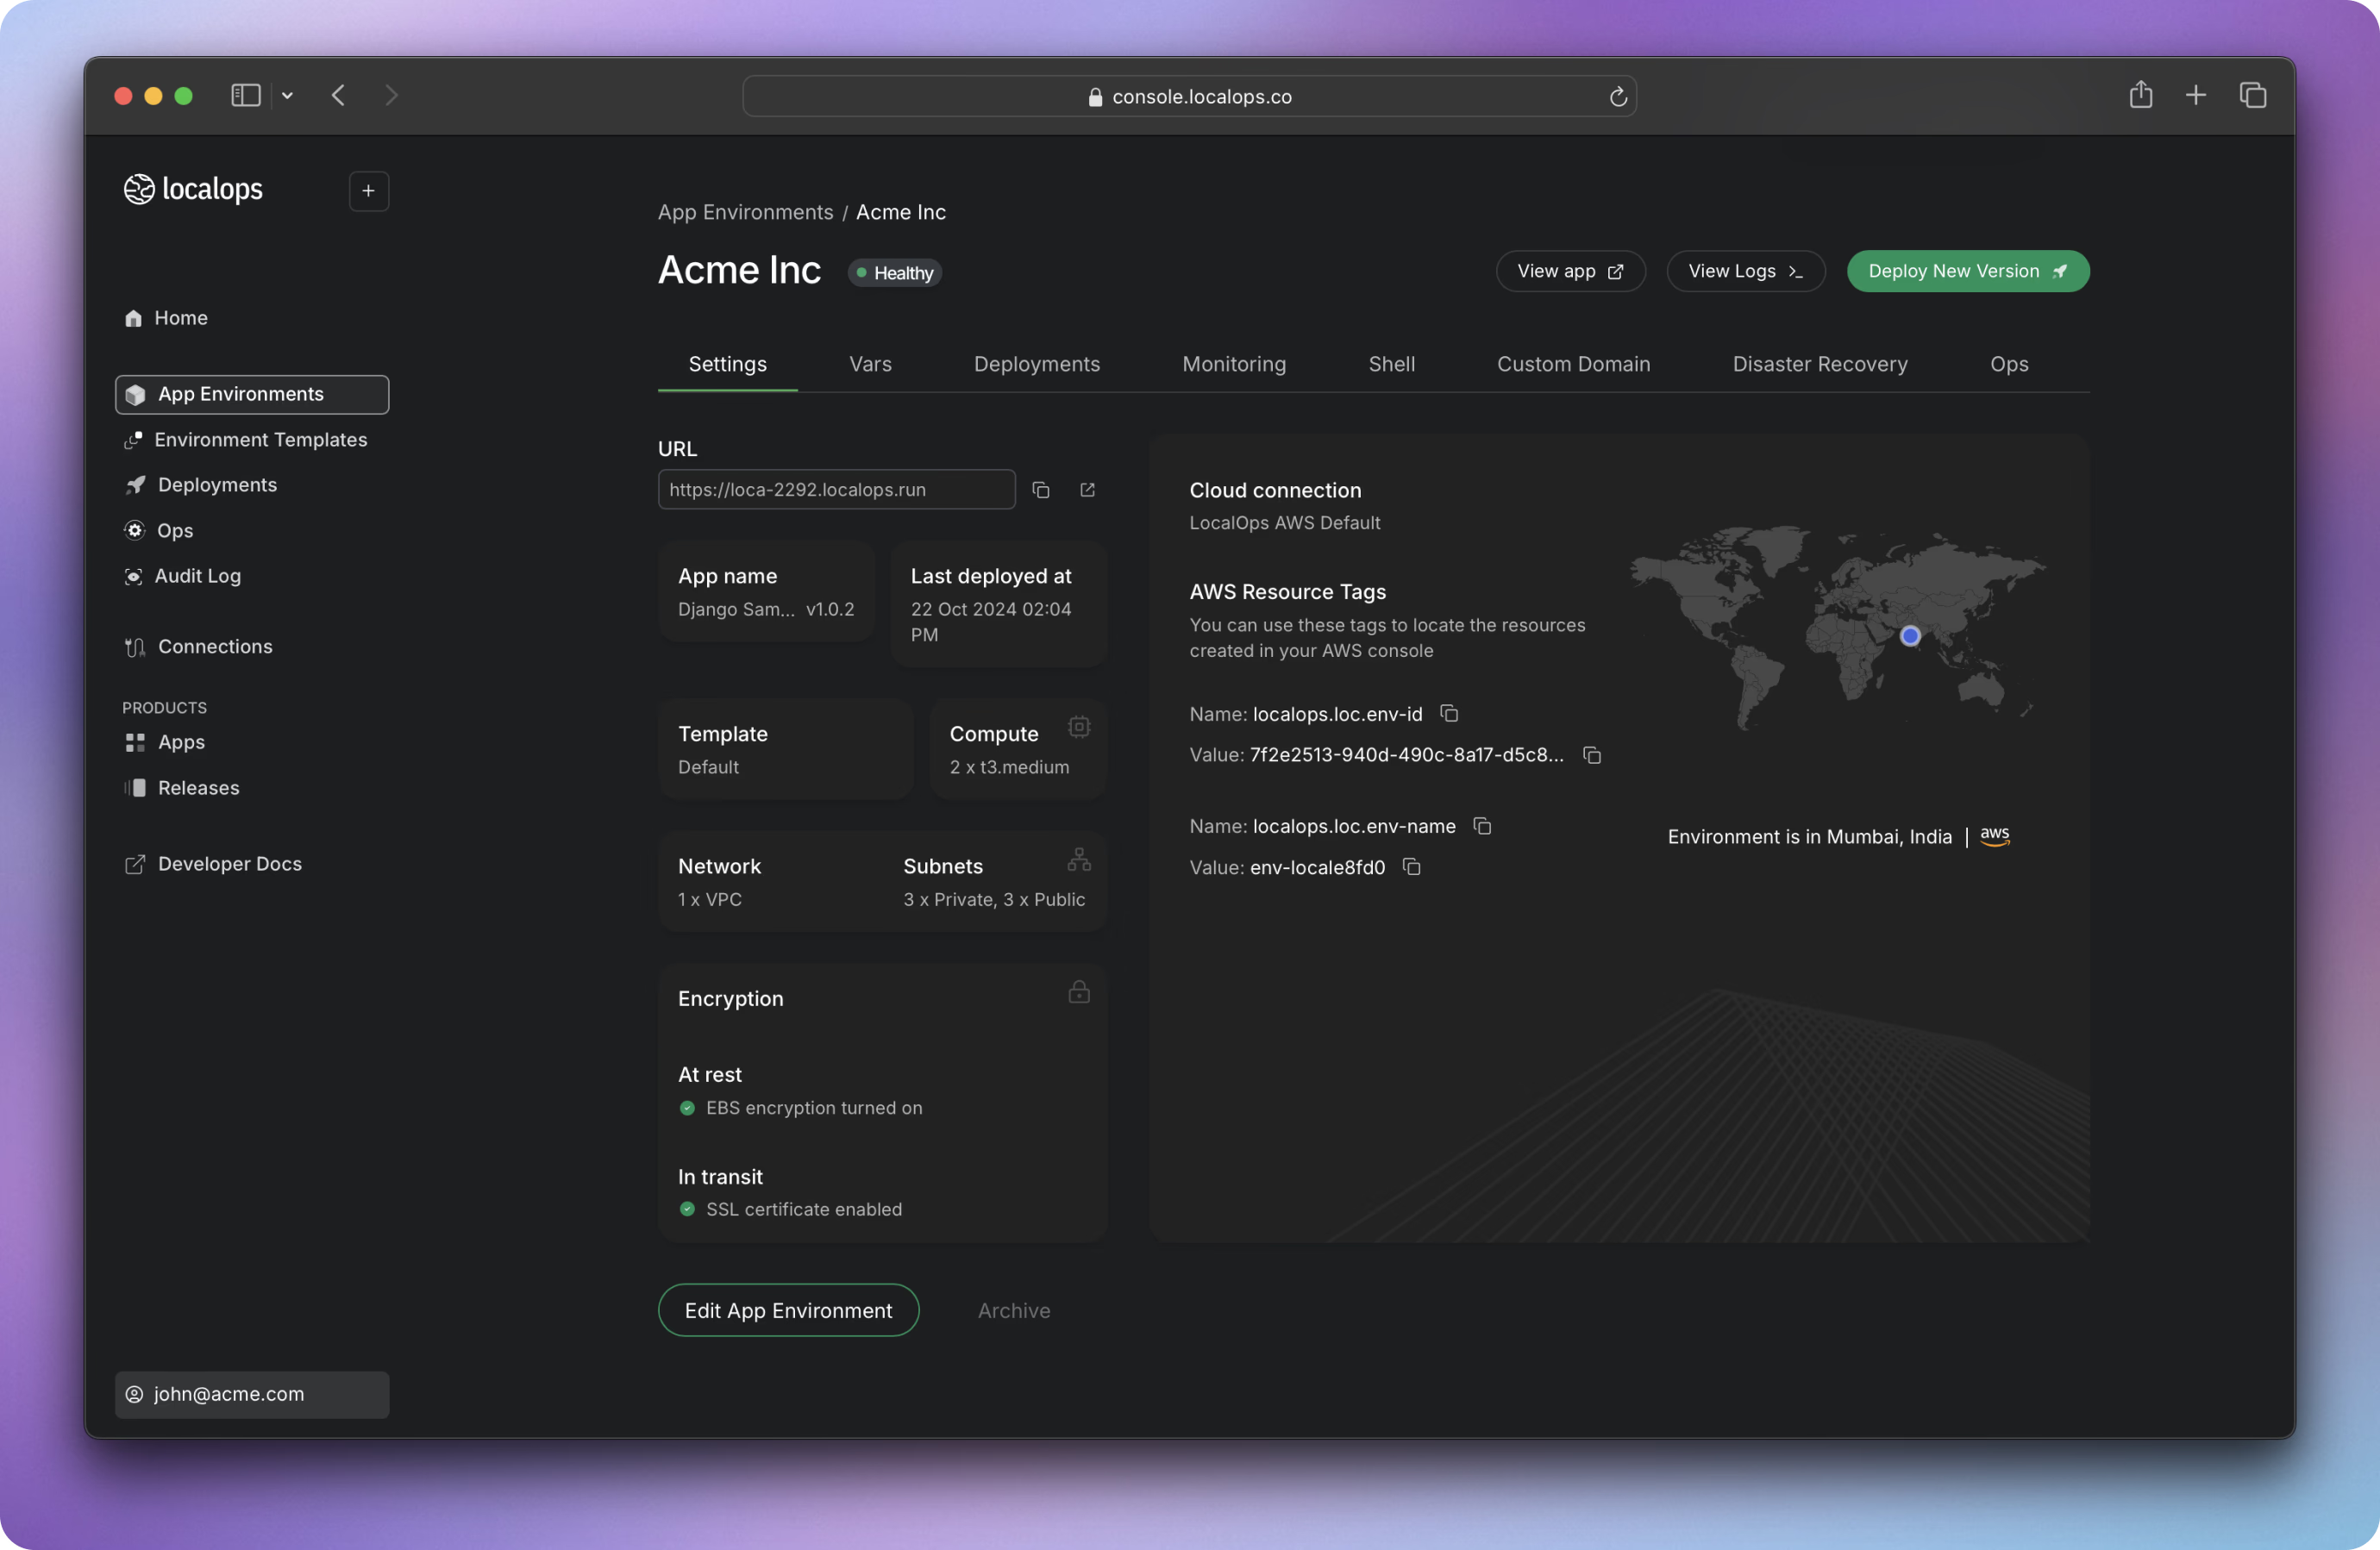 console.localops.co
localops
+
Home
App Environments
Environment Templates
Deployments
Ops
Audit Log
Connections
PRODUCTS
Apps
Releases
Developer Docs
john@acme.com
App Environments / Acme Inc
Acme Inc
Healthy
View app
View Logs
Deploy New Version
Settings
Vars
Deployments
Monitoring
Shell
Custom Domain
Disaster Recovery
Ops
URL
https://loca-2292.localops.run
App name
Django Sam... v1.0.2
Last deployed at
22 Oct 2024 02:04
PM
Template
Default
Compute
2 x t3.medium
Network
1 x VPC
Subnets
3 x Private, 3 x Public
Encryption
At rest
EBS encryption turned on
In transit
SSL certificate enabled
Edit App Environment
Archive
Cloud connection
LocalOps AWS Default
AWS Resource Tags
You can use these tags to locate the resources
created in your AWS console
Name: localops.loc.env-id
Value: 7f2e2513-940d-490c-8a17-d5c8...
Name: localops.loc.env-name
Value: env-locale8fd0
Environment is in Mumbai, India | aws